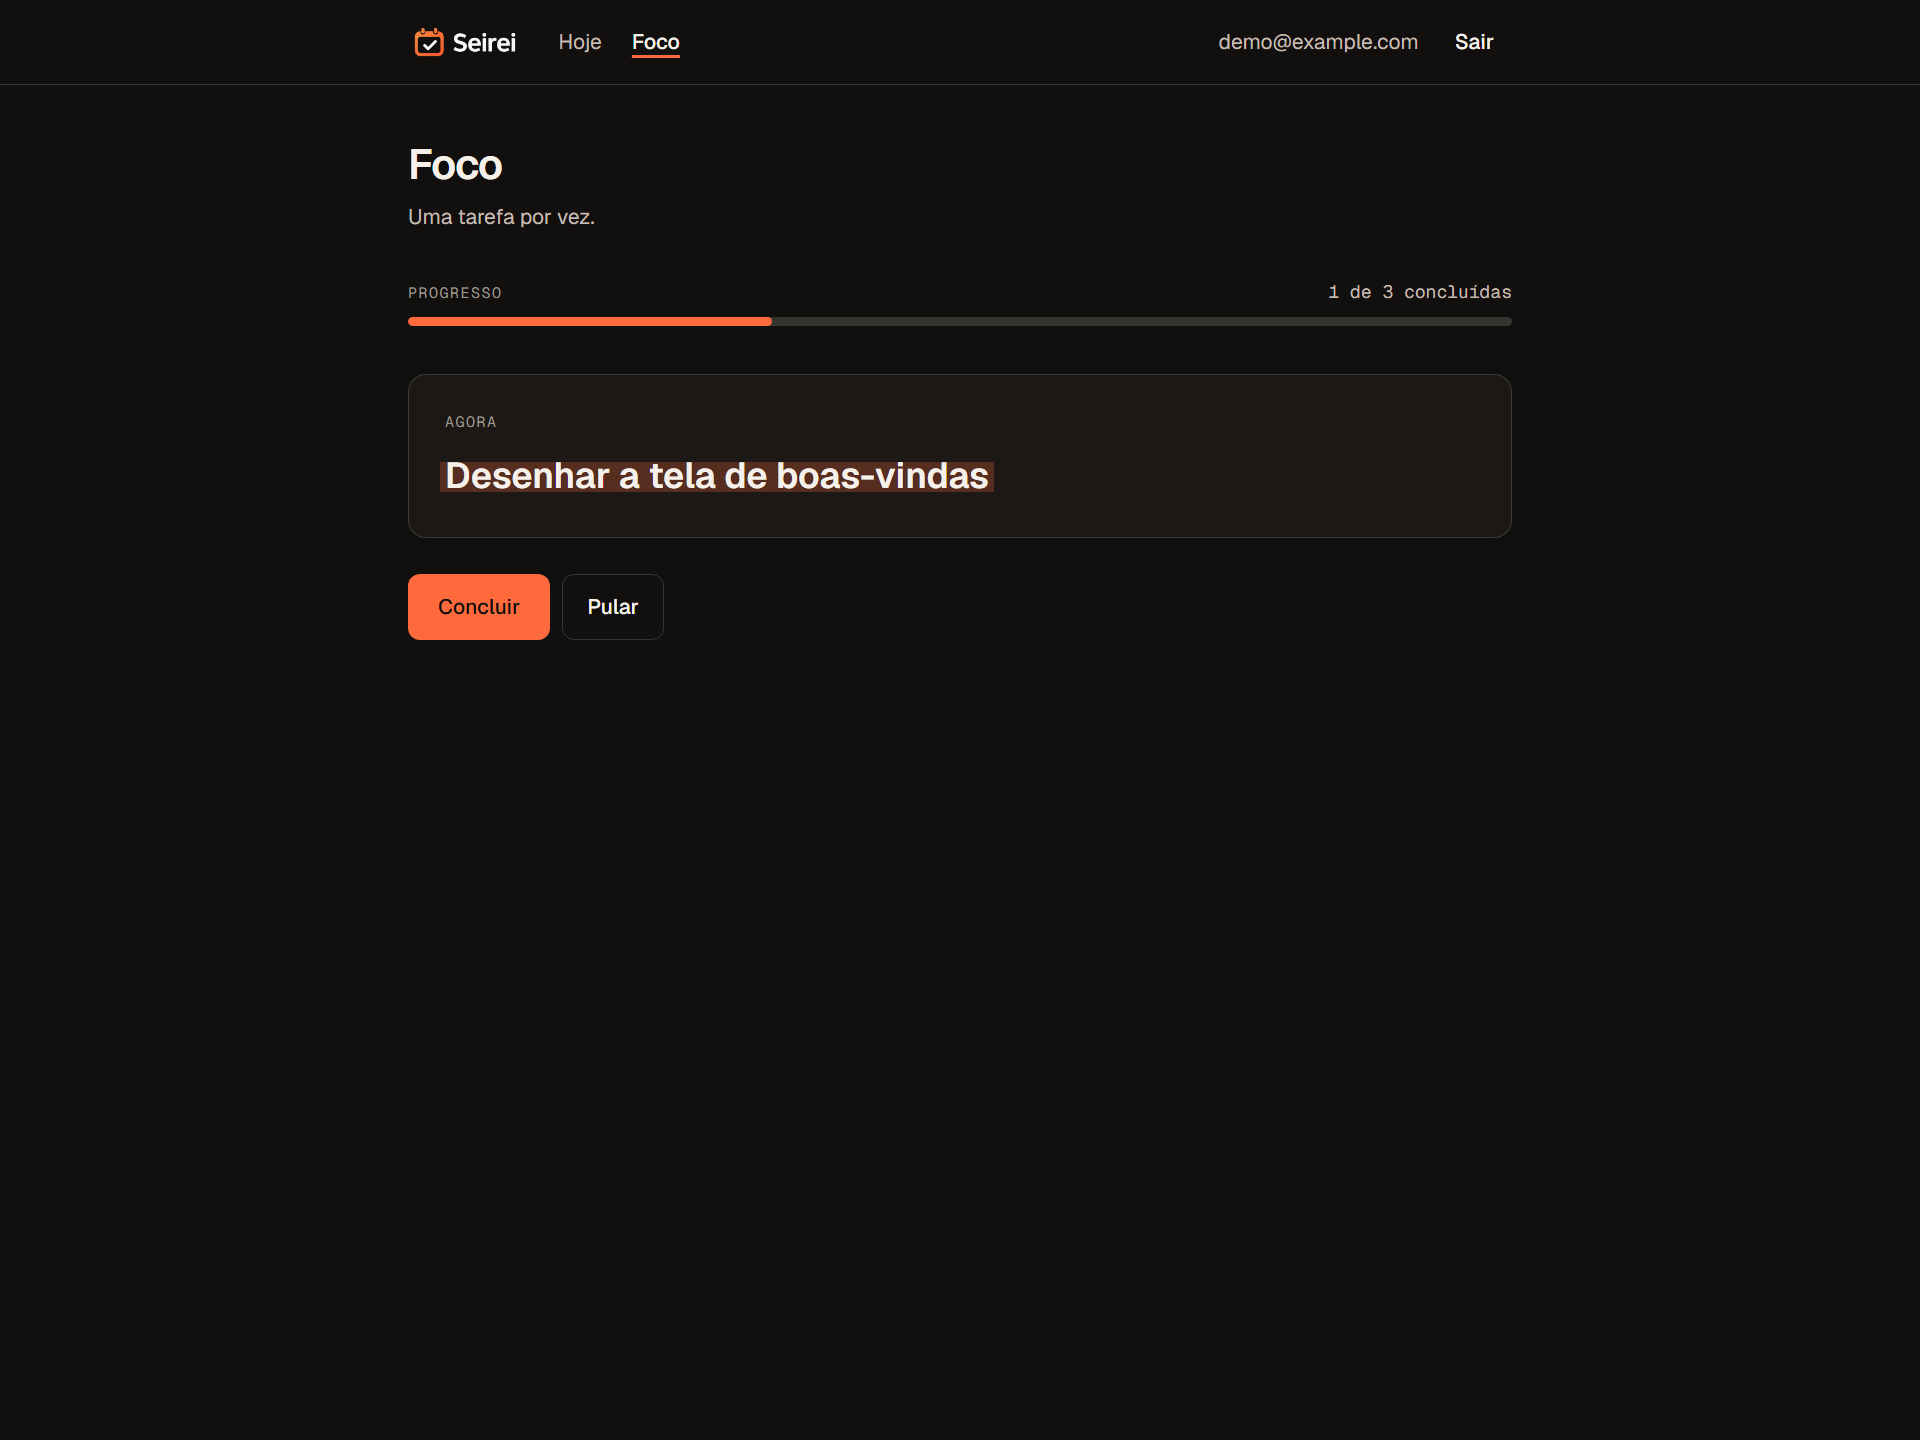 Seirei Hoje Foco demo@example.com Sair
Foco
Uma tarefa por vez.
PROGRESSO 1 de 3 concluídas
AGORA
Desenhar a tela de boas-vindas
Concluir Pular